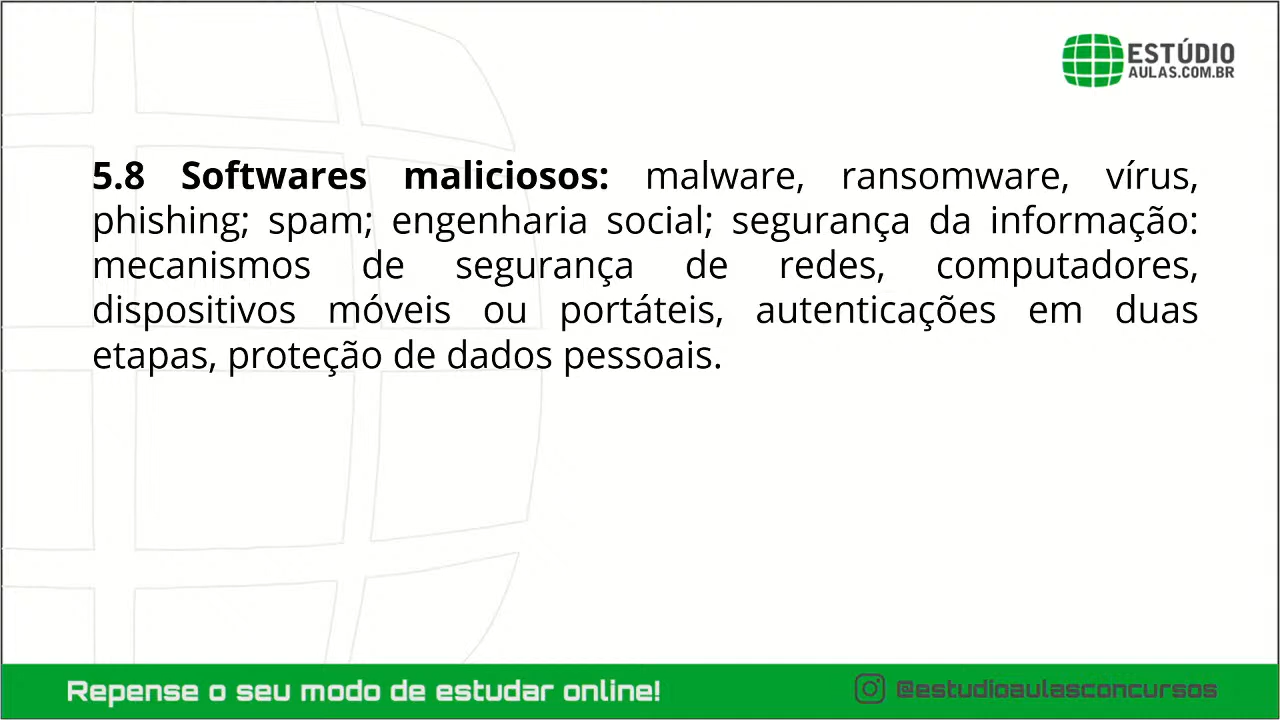 ESTÚDIO
AULAS.COM.BR
5.8 Softwares maliciosos: malware, ransomware, vírus,
phishing; spam; engenharia social; segurança da informação:
mecanismos de segurança de redes, computadores,
dispositivos móveis ou portáteis, autenticações em duas
etapas, proteção de dados pessoais.
Repense o seu modo de estudar online!
@estudioaulasconcursos